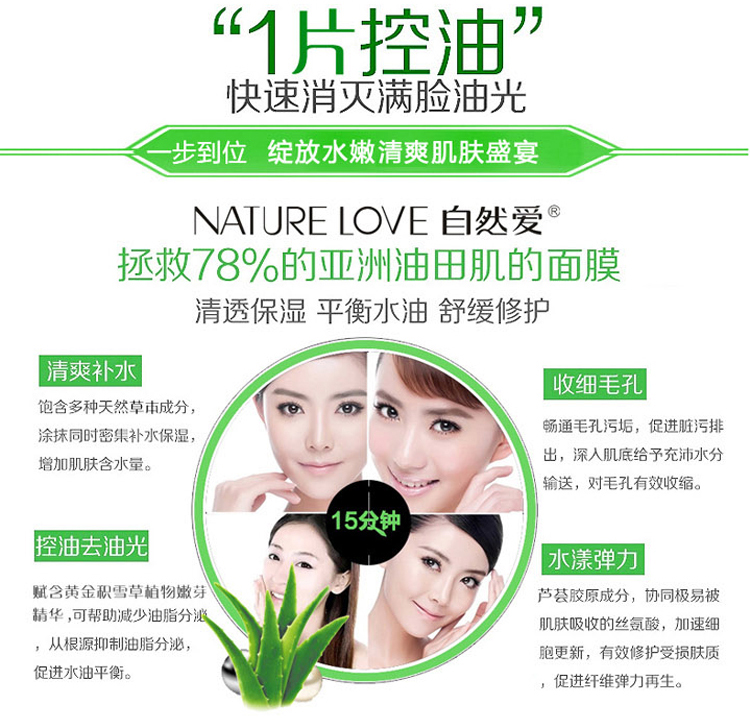 “1片控油”
快速消灭满脸油光
一步到位 绽放水嫩清爽肌肤盛宴
NATURE LOVE 自然爱®
拯救78%的亚洲油田肌的面膜
清透保湿 平衡水油 舒缓修护
清爽补水
饱含多种天然草本成分，
涂抹同时密集补水保湿，
增加肌肤含水量。
收细毛孔
畅通毛孔污垢，促进脏污排
出，深入肌底给予充沛水分
输送，对毛孔有效收缩。
15分钟
控油去油光
赋含黄金积雪草植物嫩芽
精华，可帮助减少油脂分泌
，从根源抑制油脂分泌，
促进水油平衡。
水漾弹力
芦荟胶原成分，协同极易被
肌肤吸收的丝氨酸，加速细
胞更新，有效修护受损肤质
，促进纤维弹力再生。